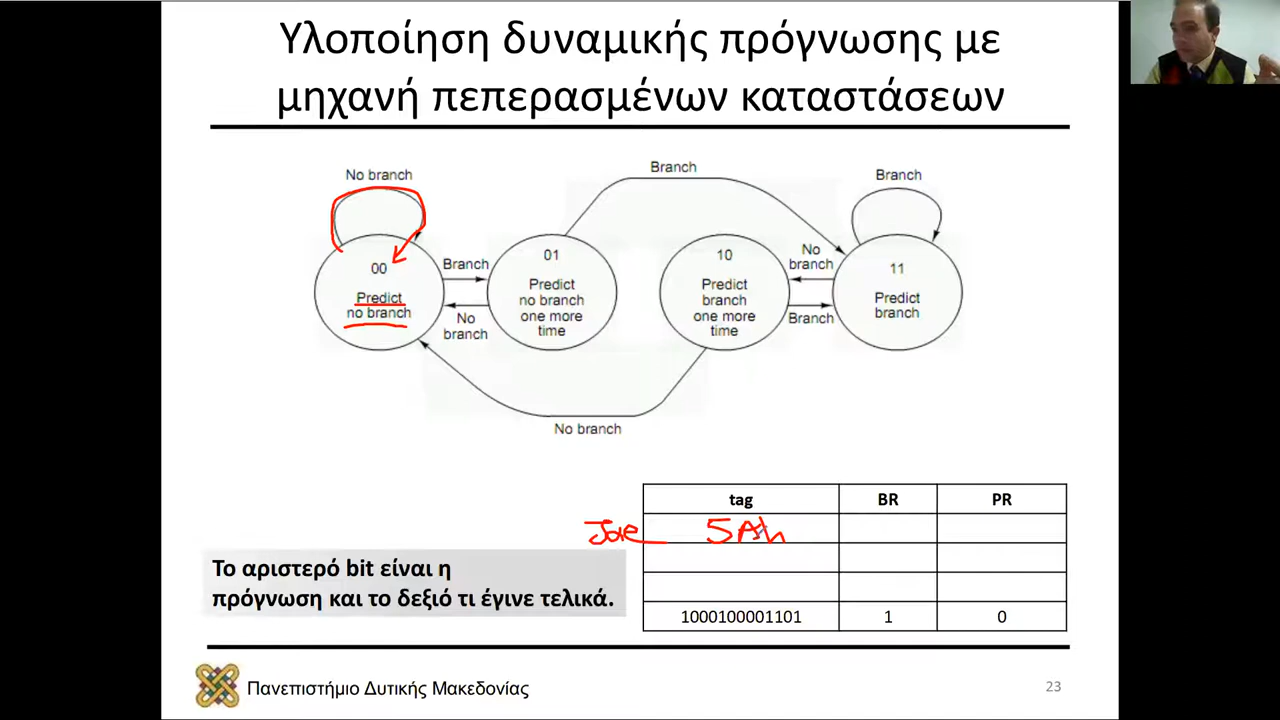 Υλοποίηση δυναμικής πρόγνωσης με
μηχανή πεπερασμένων καταστάσεων
No branch
Branch
Branch
00
Predict
no branch
Branch
No
branch
01
Predict
no branch
one more
time
10
Predict
branch
one more
time
No
branch
Branch
11
Predict
branch
No branch
tag BR PR
1000100001101 1 0
Το αριστερό bit είναι η
πρόγνωση και το δεξιό τι έγινε τελικά.
Πανεπιστήμιο Δυτικής Μακεδονίας
23